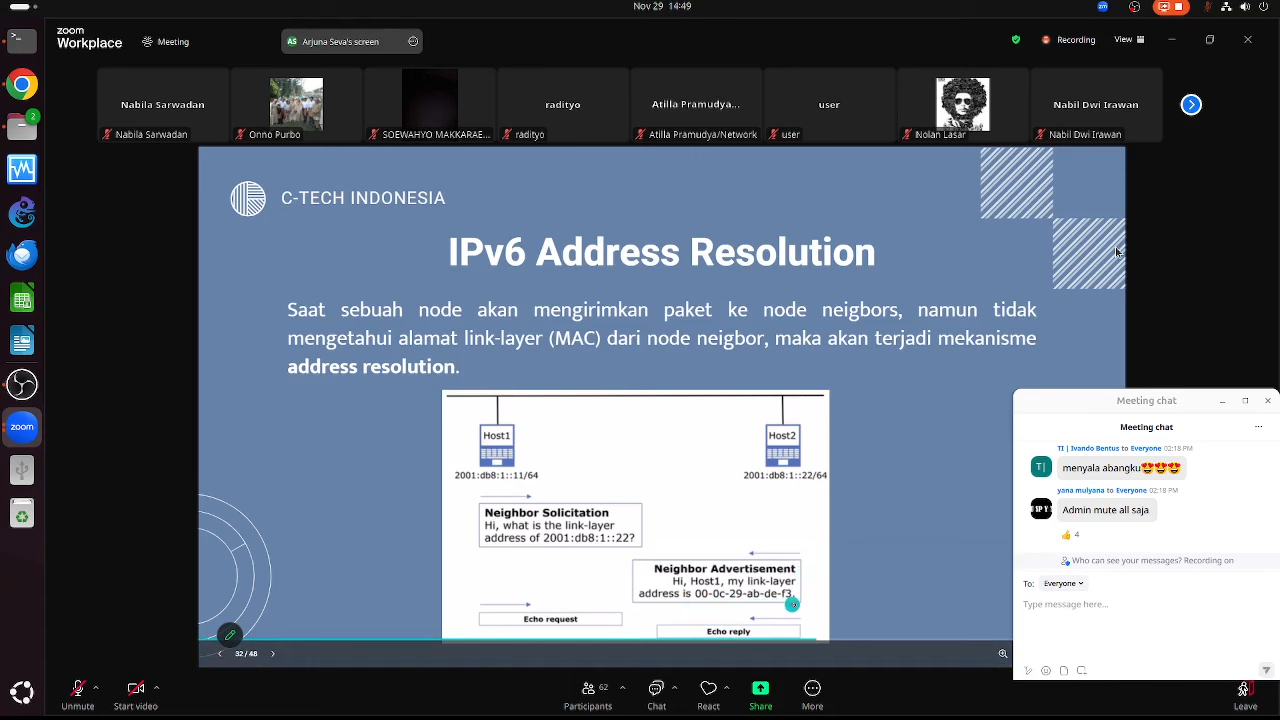 Nov 29 14:49
zoom
Workplace
Meeting
AS Arjuna Seva's screen
Recording
View
Nabila Sarwadan
radityo
Atilla Pramudya...
user
Nabil Dwi Irawan
Nabila Sarwadan
Onno Purbo
SOEWAHYO MAKKARAE...
radityo
Atilla Pramudya/Network
user
Nolan Lasar
Nabil Dwi Irawan
2
zoom
C-TECH INDONESIA
IPv6 Address Resolution
Saat sebuah node akan mengirimkan paket ke node neigbors, namun tidak
mengetahui alamat link-layer (MAC) dari node neigbor, maka akan terjadi mekanisme
address resolution.
Host1
Host2
2001:db8:1::11/64
2001:db8:1::22/64
Neighbor Solicitation
Hi, what is the link-layer
address of 2001:db8:1::22?
Neighbor Advertisement
Hi, Host1, my link-layer
address is 00-0c-29-ab-de-f3.
Echo request
Echo reply
32 / 48
Meeting chat
Meeting chat
TI | Ivando Bentus to Everyone 02:18 PM
T|
menyala abangku😍😍😍
yana mulyana to Everyone 02:18 PM
Admin mute all saja
👍 4
Who can see your messages? Recording on
To: Everyone
Type message here...
Unmute
Start video
62
Participants
Chat
React
Share
More
Leave